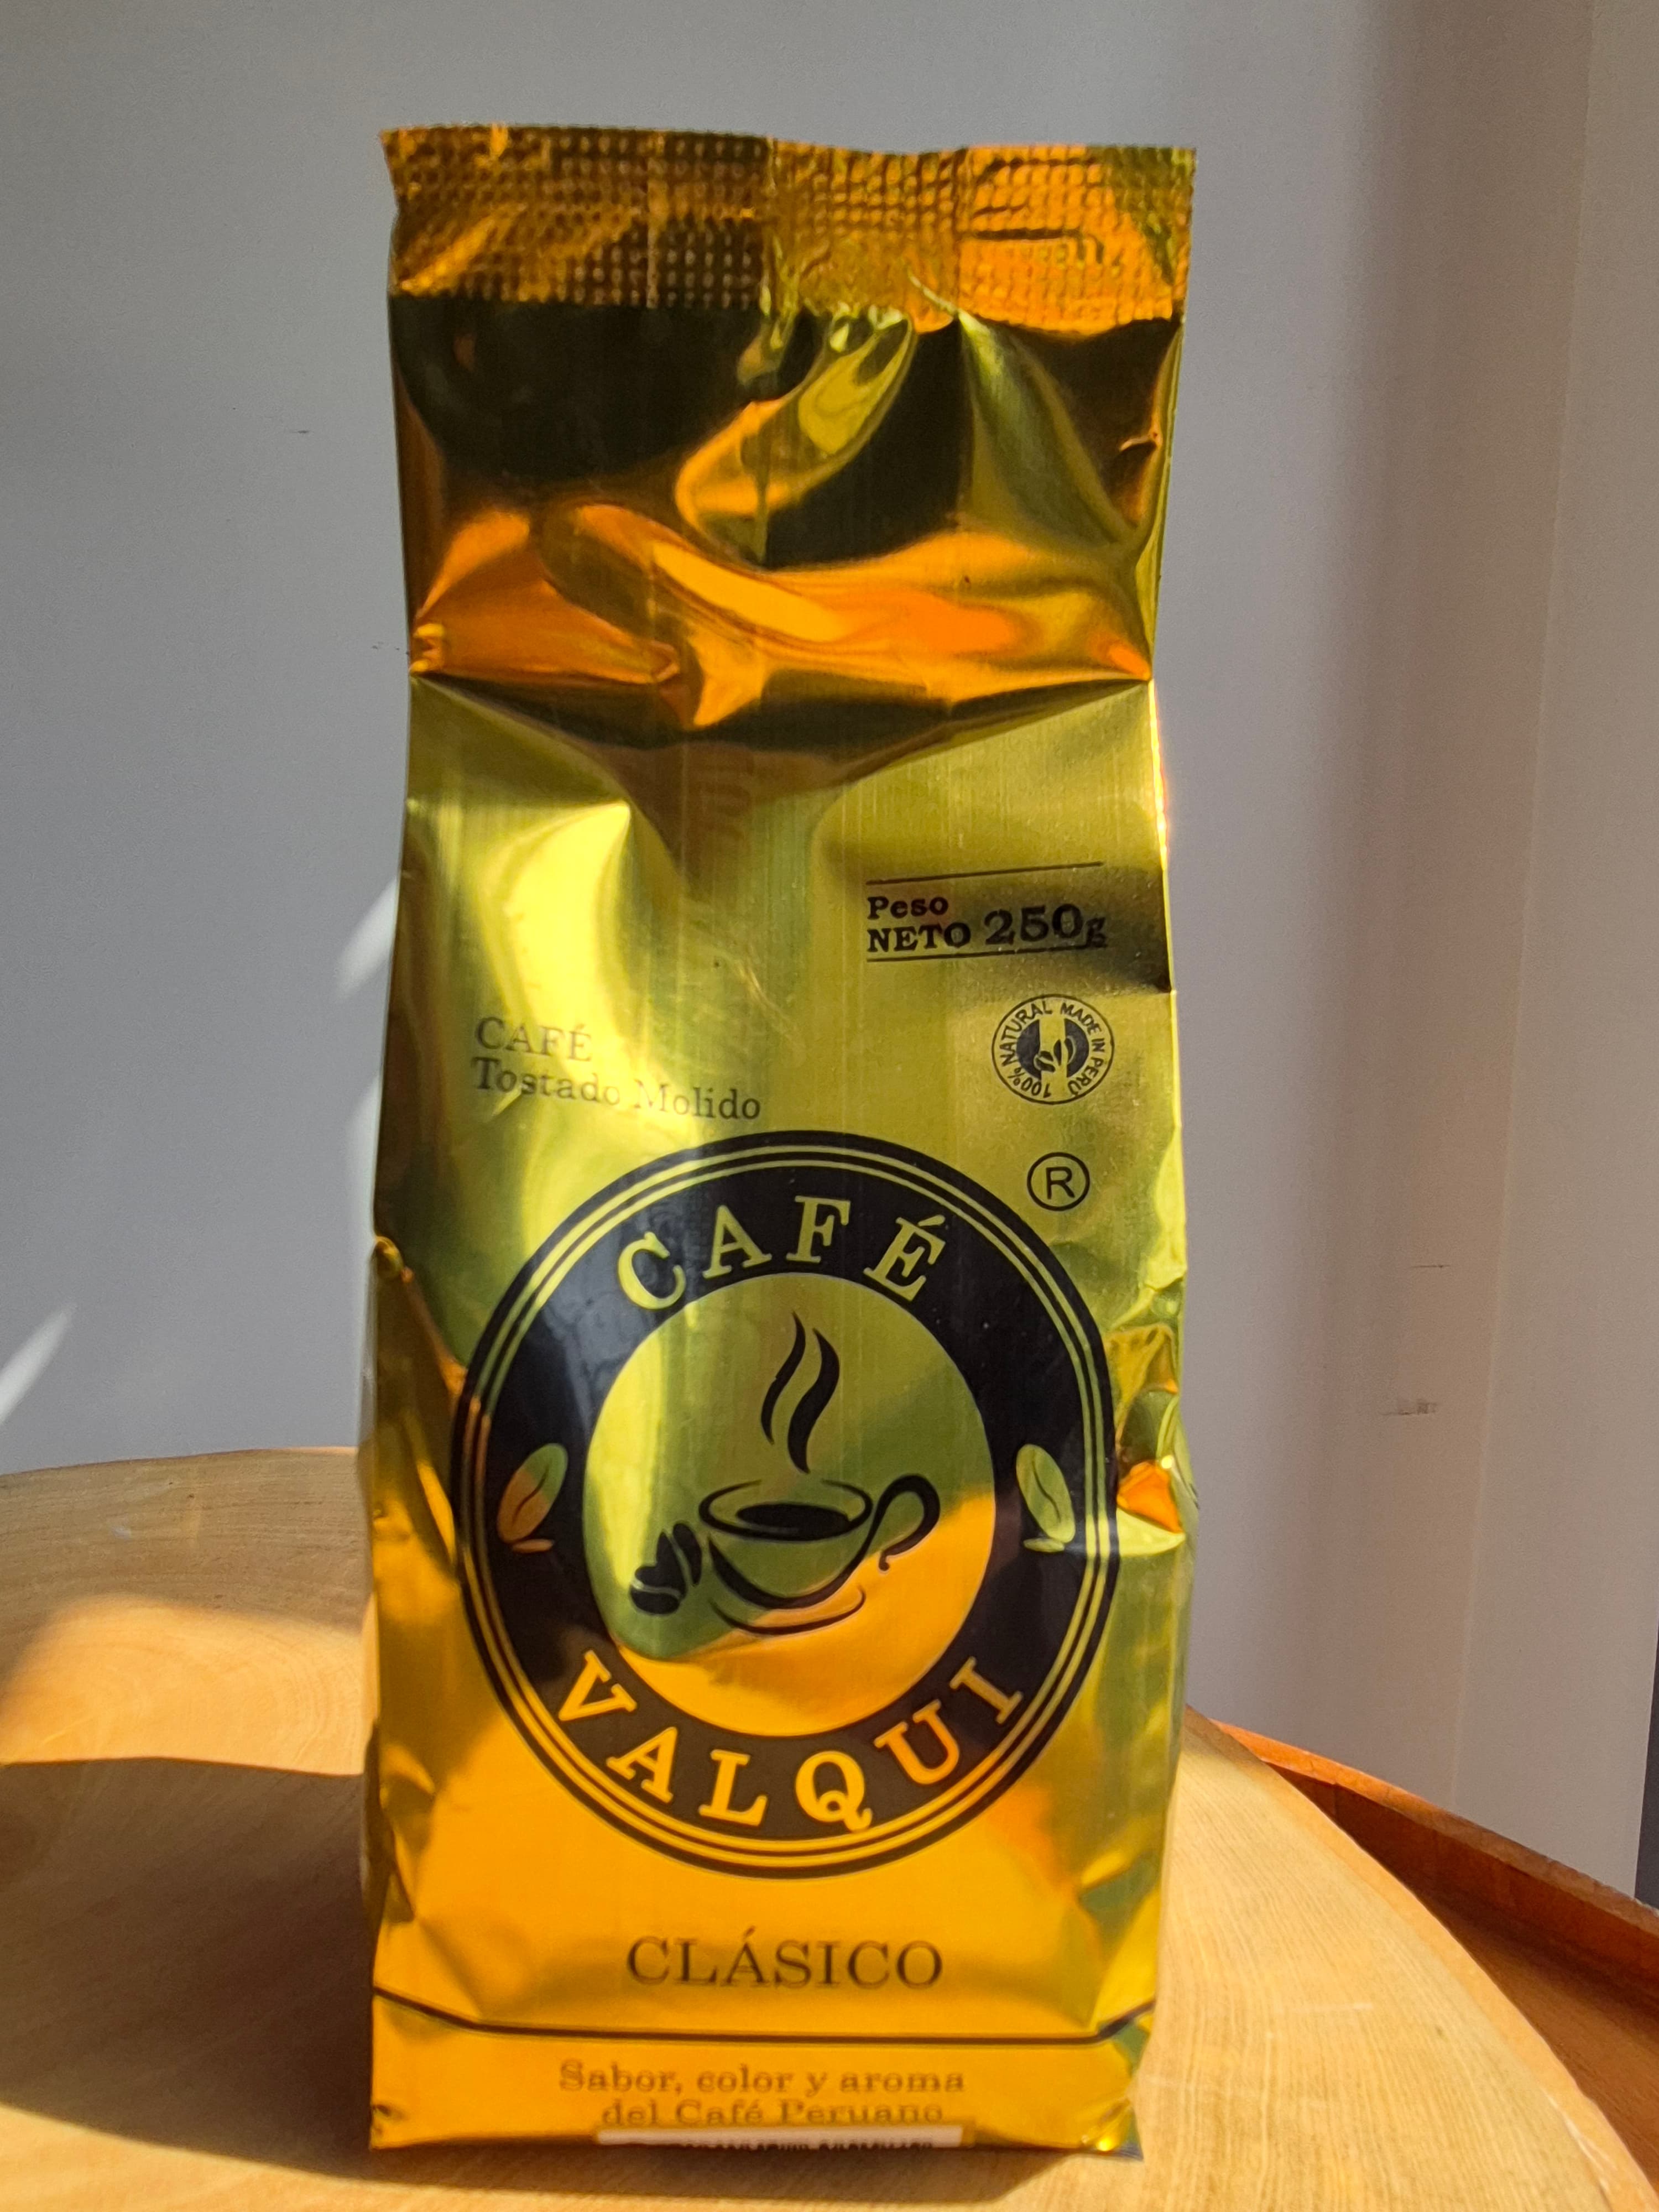 Peso
NETO 250g
100% NATURAL MADE IN PERÚ
CAFÉ
Tostado Molido
®
CAFÉ
VALQUI
CLÁSICO
Sabor, color y aroma
del Café Peruano